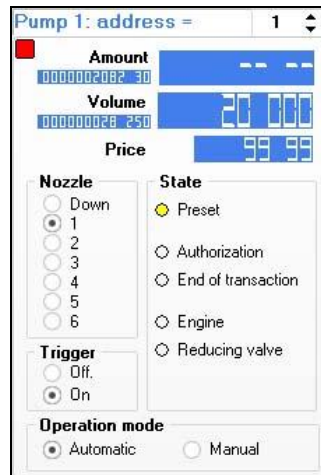 Pump 1: address = 1
Amount -- --
0000002082 30
Volume 20 000
0000000028 250
Price 99 99
Nozzle
Down
1
2
3
4
5
6
State
Preset
Authorization
End of transaction
Engine
Reducing valve
Trigger
Off.
On
Operation mode
Automatic Manual